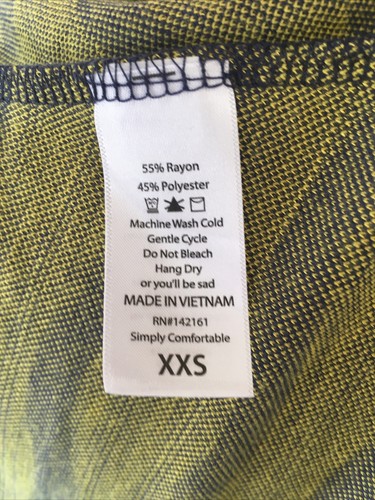 55% Rayon
45% Polyester
Machine Wash Cold
Gentle Cycle
Do Not Bleach
Hang Dry
or you'll be sad
MADE IN VIETNAM
RN#142161
Simply Comfortable
XXS